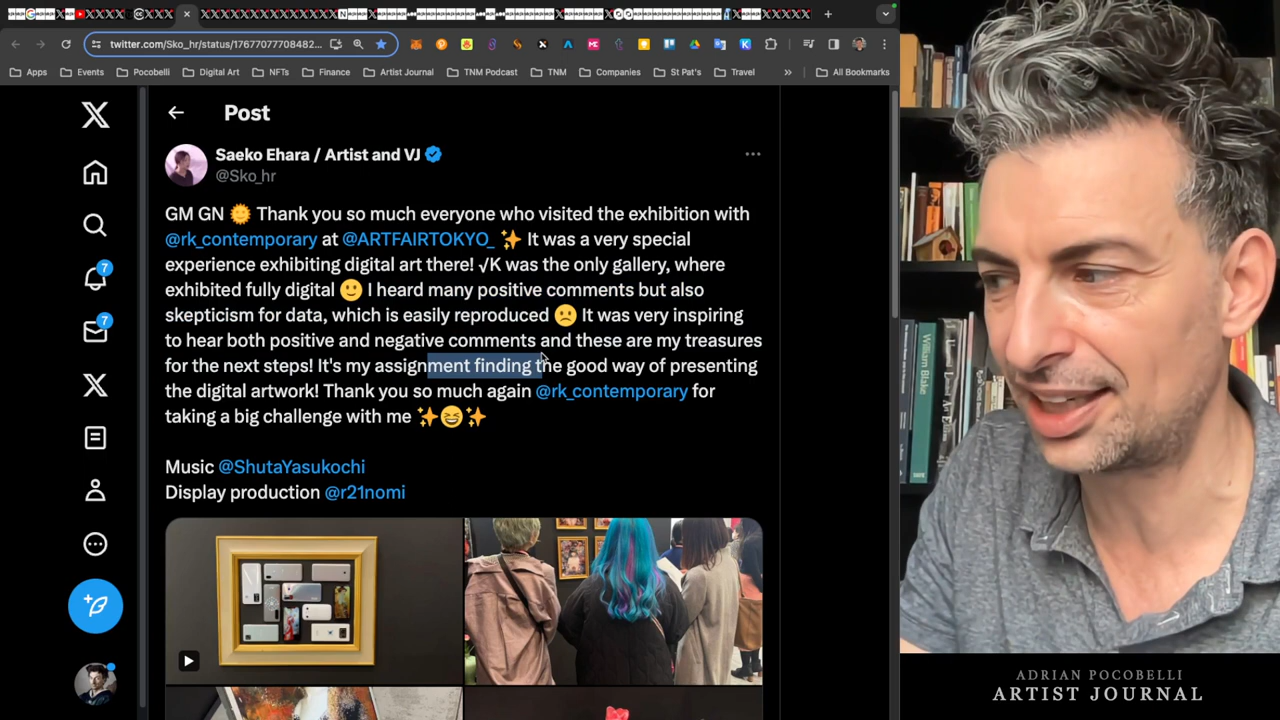 twitter.com/Sko_hr/status/17677077708482...
Apps Events Pocobelli Digital Art NFTs Finance Artist Journal TNM Podcast TNM Companies St Pat's Travel » All Bookmarks
Post
Saeko Ehara / Artist and VJ
@Sko_hr
GM GN 🌞 Thank you so much everyone who visited the exhibition with
@rk_contemporary at @ARTFAIRTOKYO_ ✨ It was a very special
experience exhibiting digital art there! √K was the only gallery, where
exhibited fully digital 🙂 I heard many positive comments but also
skepticism for data, which is easily reproduced 🙁 It was very inspiring
to hear both positive and negative comments and these are my treasures
for the next steps! It's my assignment finding the good way of presenting
the digital artwork! Thank you so much again @rk_contemporary for
taking a big challenge with me ✨😆✨
Music @ShutaYasukochi
Display production @r21nomi
7
7
William Blake
ADRIAN POCOBELLI
ARTIST JOURNAL